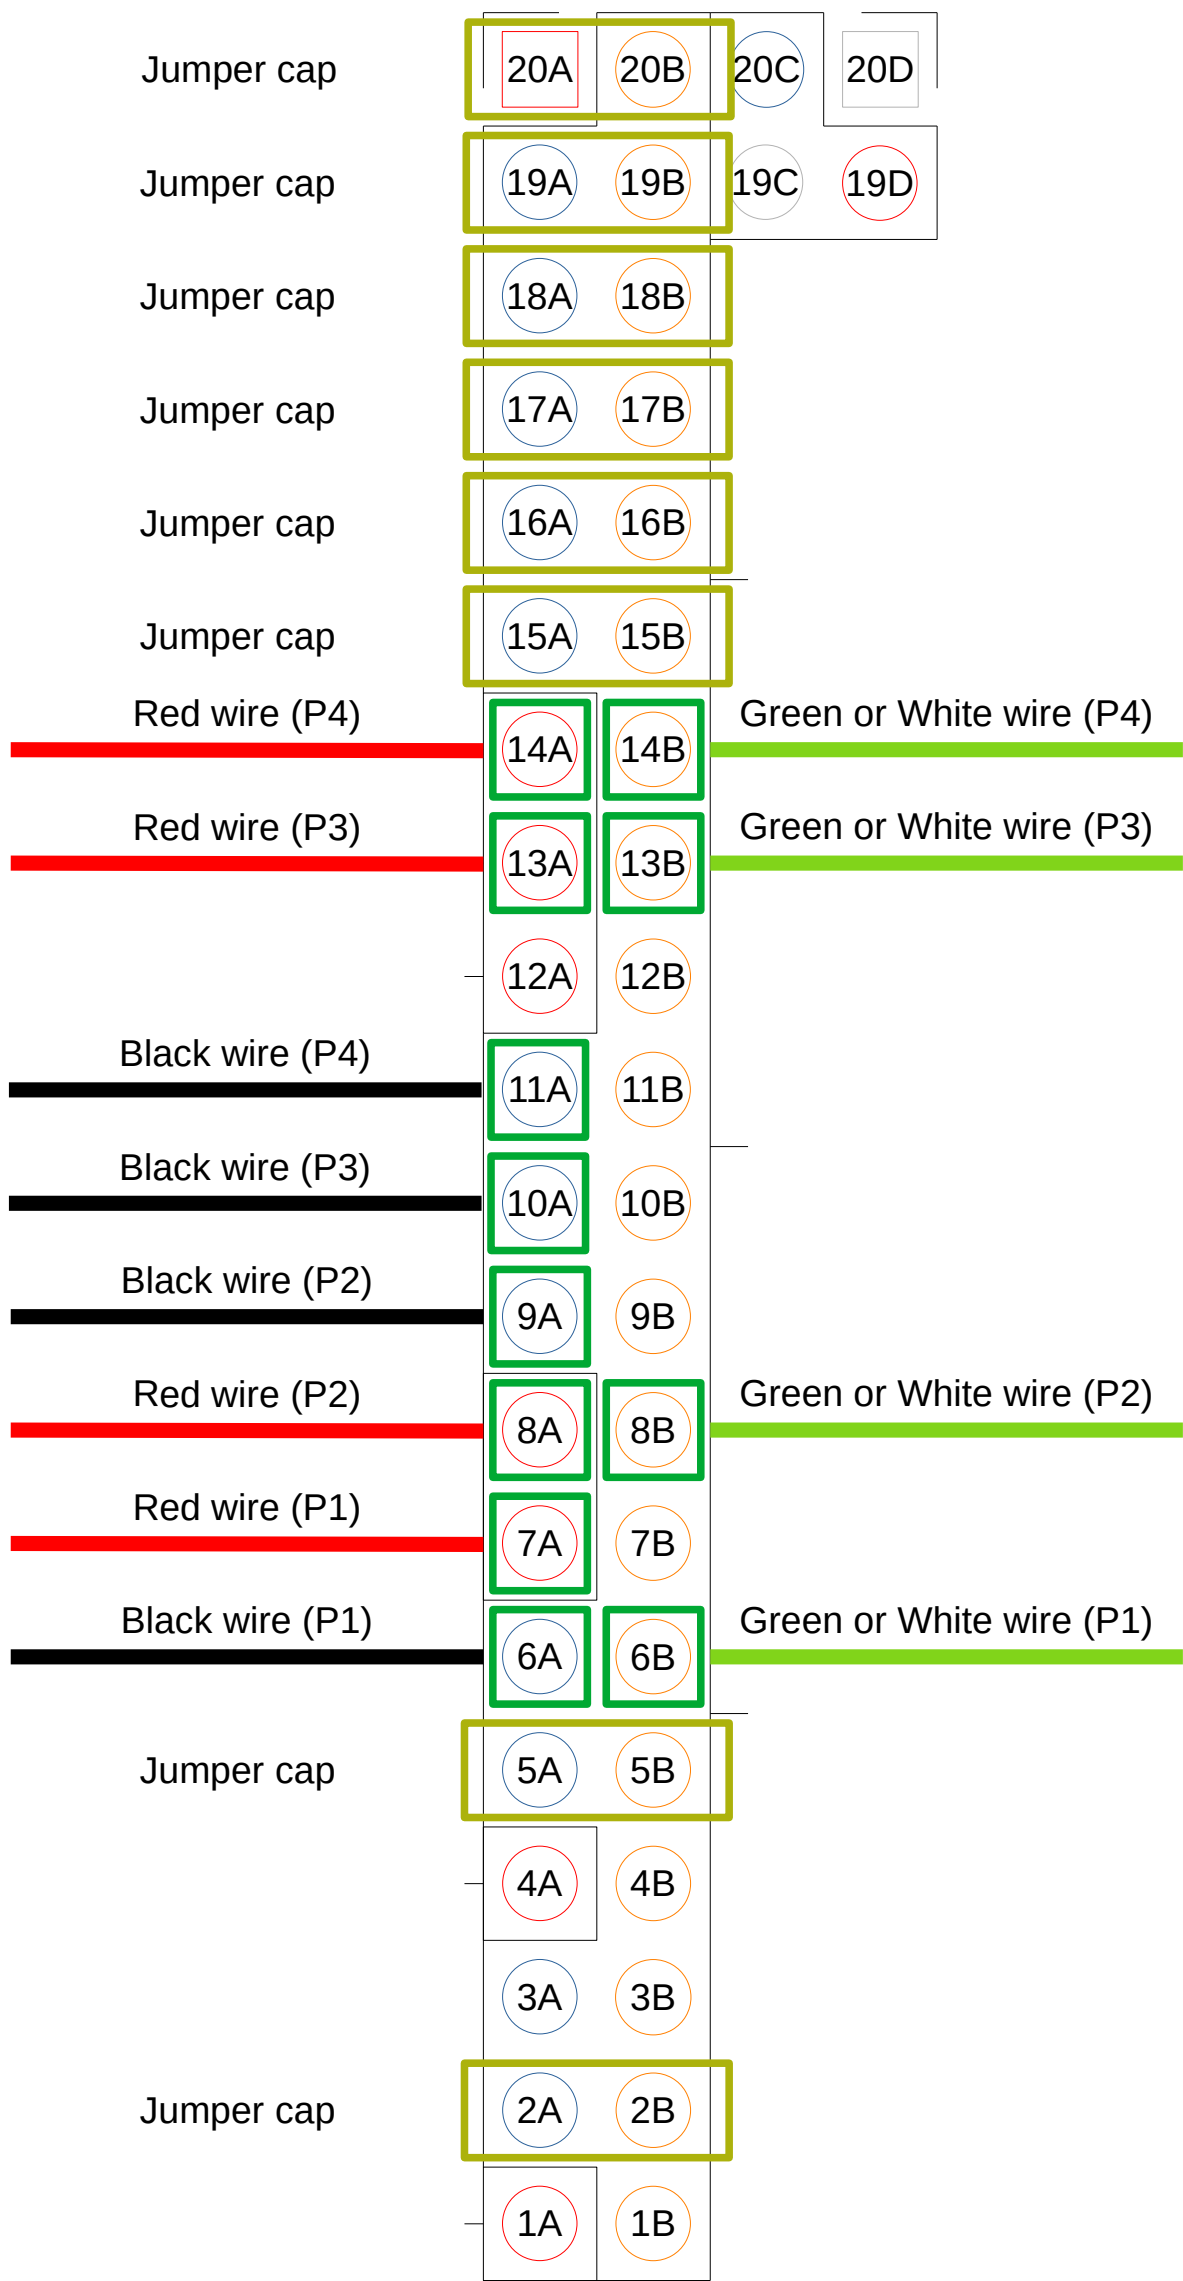 Jumper cap 20A 20B 20C 20D
Jumper cap 19A 19B 19C 19D
Jumper cap 18A 18B
Jumper cap 17A 17B
Jumper cap 16A 16B
Jumper cap 15A 15B
Red wire (P4) 14A 14B Green or White wire (P4)
Red wire (P3) 13A 13B Green or White wire (P3)
12A 12B
Black wire (P4) 11A 11B
Black wire (P3) 10A 10B
Black wire (P2) 9A 9B
Red wire (P2) 8A 8B Green or White wire (P2)
Red wire (P1) 7A 7B
Black wire (P1) 6A 6B Green or White wire (P1)
Jumper cap 5A 5B
4A 4B
3A 3B
Jumper cap 2A 2B
1A 1B